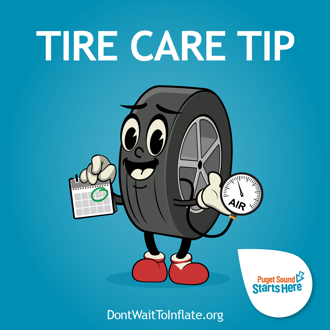 TIRE CARE TIP
AIR
Puget Sound
Starts Here
DontWaitToInflate.org